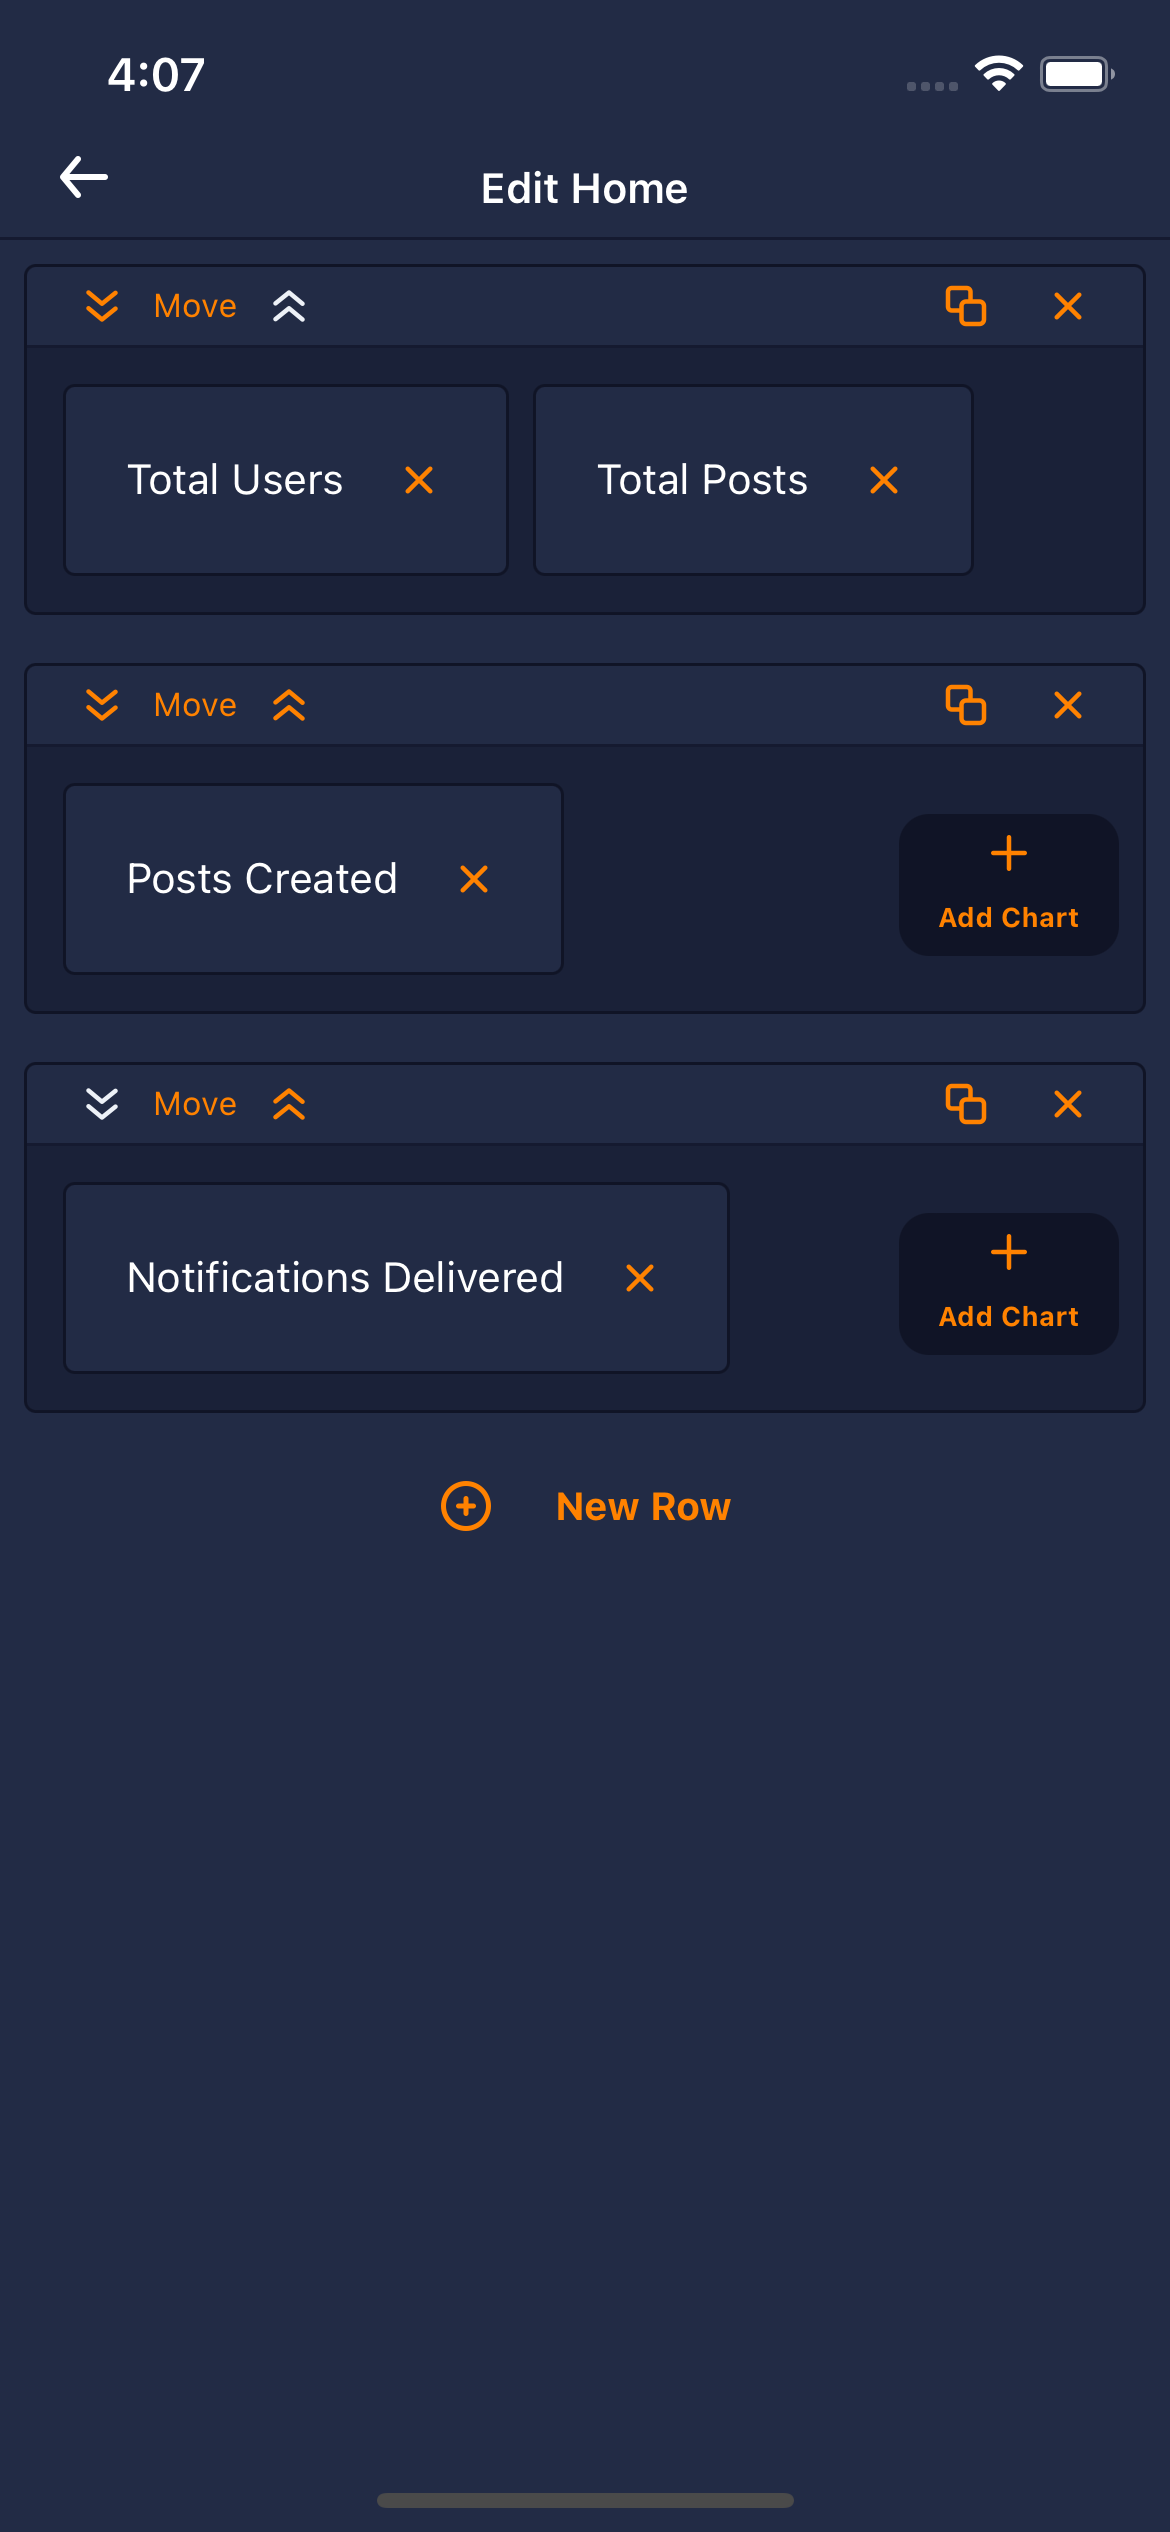 4:07
Edit Home
Move
Total Users
Total Posts
Move
Posts Created
Add Chart
Move
Notifications Delivered
Add Chart
New Row